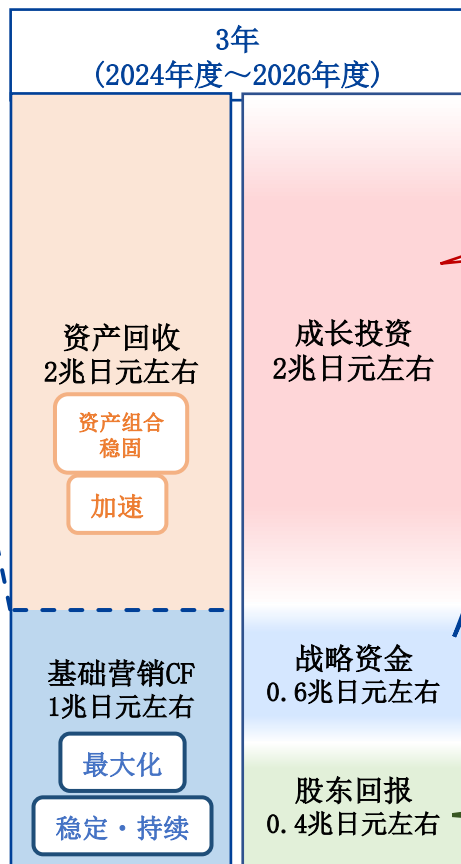 3年
(2024年度～2026年度)
资产回收
2兆日元左右
资产组合
稳固
加速
基础营销CF
1兆日元左右
最大化
稳定・持续
成长投资
2兆日元左右
战略资金
0.6兆日元左右
股东回报
0.4兆日元左右